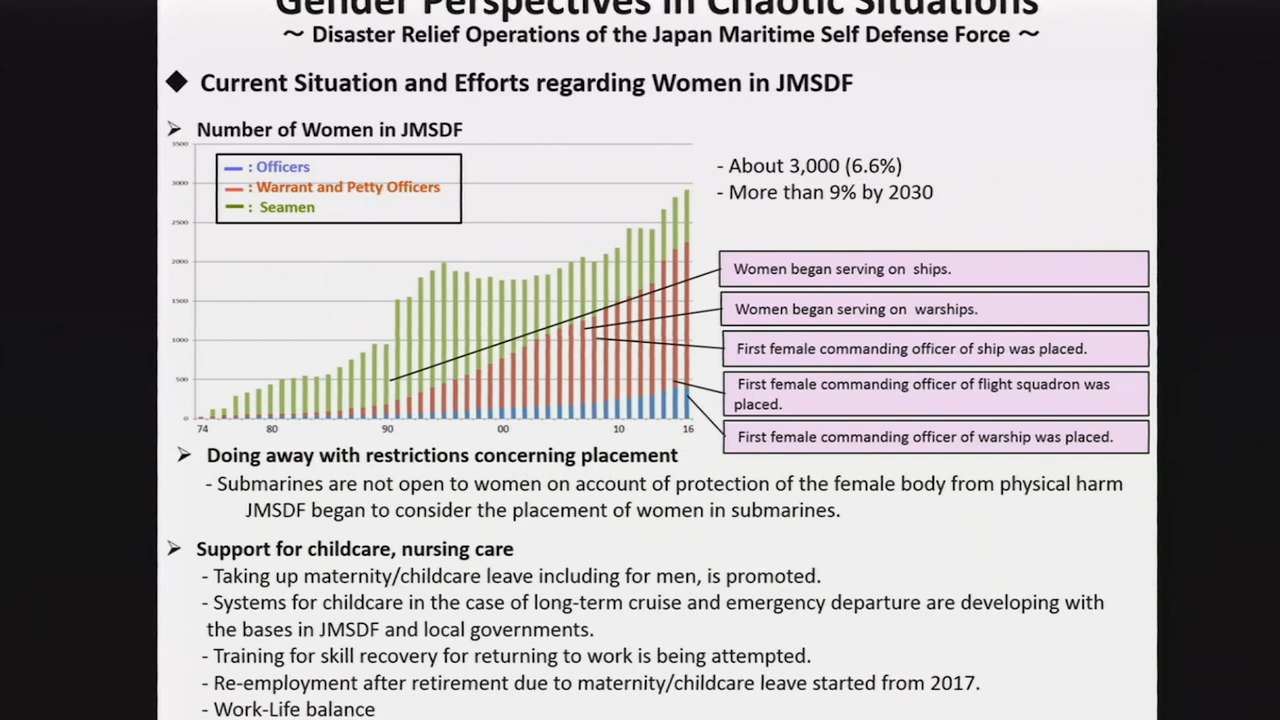 Gender Perspectives in Chaotic Situations
～ Disaster Relief Operations of the Japan Maritime Self Defense Force ～
◆ Current Situation and Efforts regarding Women in JMSDF
➢ Number of Women in JMSDF
3500
3000
2500
2000
1500
1000
500
0
74 80 90 00 10 16
: Officers
: Warrant and Petty Officers
: Seamen
- About 3,000 (6.6%)
- More than 9% by 2030
Women began serving on ships.
Women began serving on warships.
First female commanding officer of ship was placed.
First female commanding officer of flight squadron was
placed.
First female commanding officer of warship was placed.
➢ Doing away with restrictions concerning placement
- Submarines are not open to women on account of protection of the female body from physical harm
JMSDF began to consider the placement of women in submarines.
➢ Support for childcare, nursing care
- Taking up maternity/childcare leave including for men, is promoted.
- Systems for childcare in the case of long-term cruise and emergency departure are developing with
the bases in JMSDF and local governments.
- Training for skill recovery for returning to work is being attempted.
- Re-employment after retirement due to maternity/childcare leave started from 2017.
- Work-Life balance